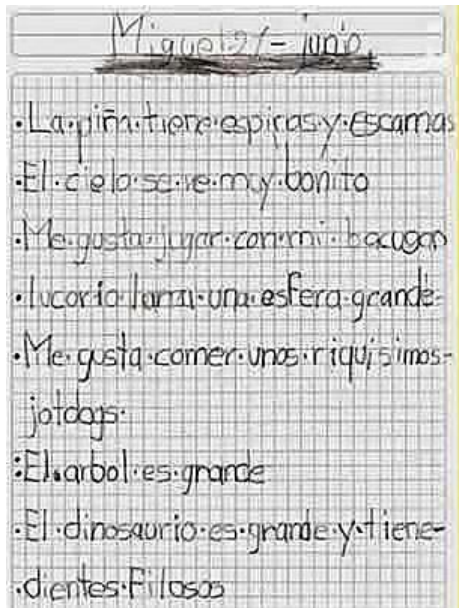 Miguel 21-junio
·La·piña·tiene·espinas·y·Escamas
·El·cielo·se·ve·muy·bonito
·Me·gusta·jugar·con·mi·bacugan
·lucario·lanza·una·esfera·grande-
·Me·gusta·comer·unos·riquisimos-
jotdogs·
:El·arbol·es·grande
·El·dinosaurio·es·grande·y·tiene-
·dientes·Filosos